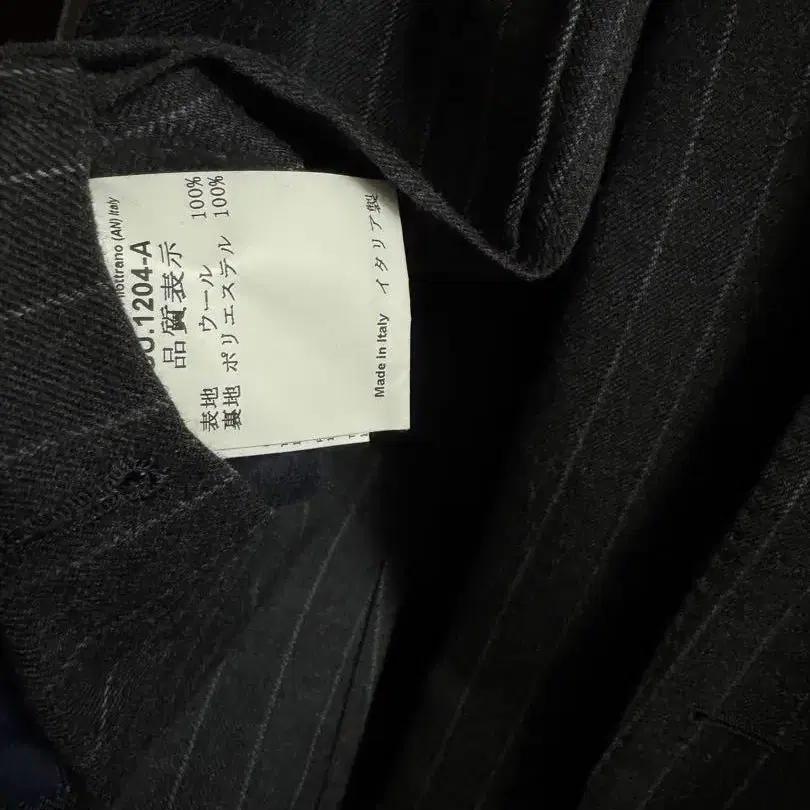 (AN) Italy
.1204-A
品質表示
表地 ウール 100%
裏地 ポリエステル 100%
Made in Italy イタリア製